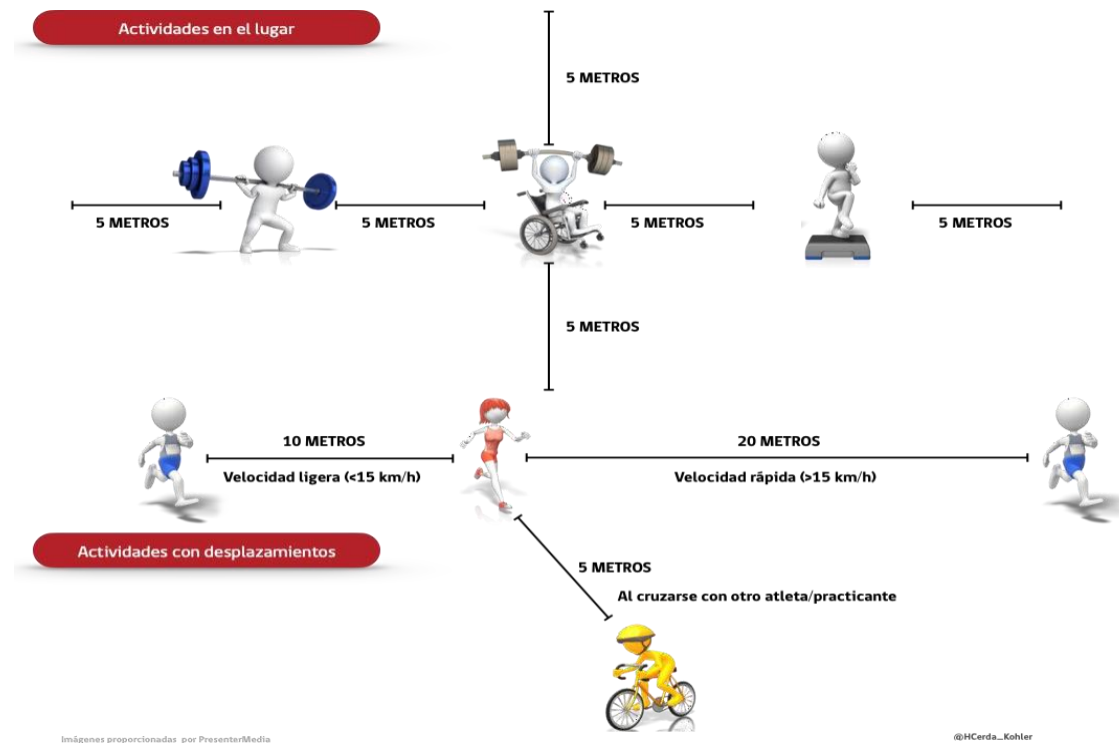 Actividades en el lugar
5 METROS
5 METROS
5 METROS
5 METROS
5 METROS
5 METROS
10 METROS
Velocidad ligera (<15 km/h)
20 METROS
Velocidad rápida (>15 km/h)
Actividades con desplazamientos
5 METROS
Al cruzarse con otro atleta/practicante
Imágenes proporcionadas por PresenterMedia
@HCerda_Kohler